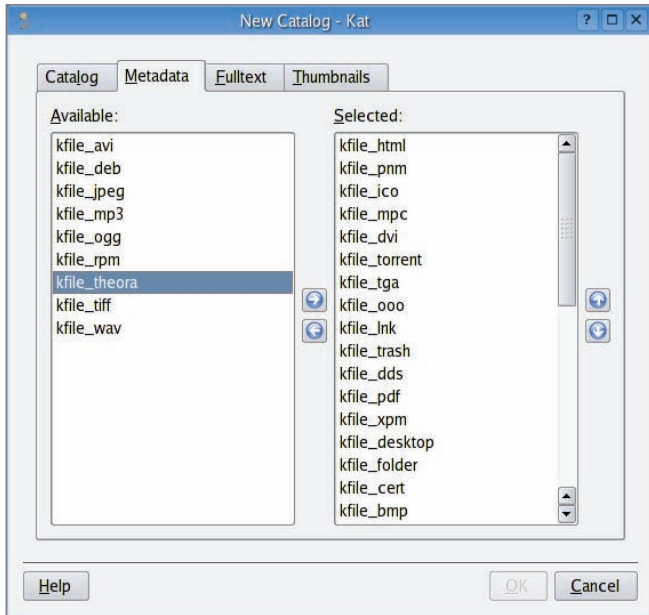 New Catalog - Kat
Catalog Metadata Fulltext Thumbnails
Available:
kfile_avi
kfile_deb
kfile_jpeg
kfile_mp3
kfile_ogg
kfile_rpm
kfile_theora
kfile_tiff
kfile_wav
Selected:
kfile_html
kfile_pnm
kfile_ico
kfile_mpc
kfile_dvi
kfile_torrent
kfile_tga
kfile_ooo
kfile_lnk
kfile_trash
kfile_dds
kfile_pdf
kfile_xpm
kfile_desktop
kfile_folder
kfile_cert
kfile_bmp
Help OK Cancel